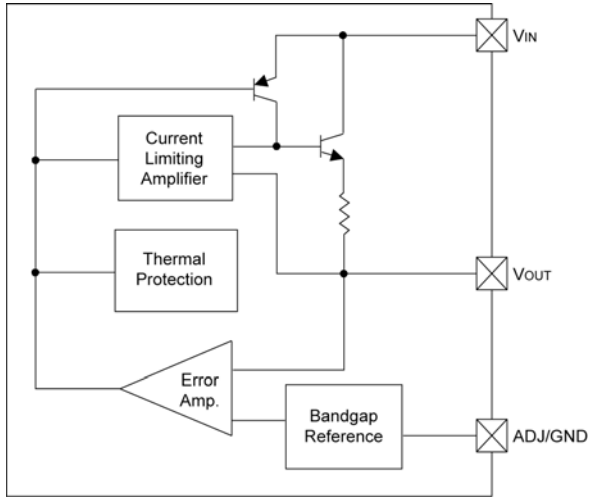 VIN
Current
Limiting
Amplifier
Thermal
Protection
VOUT
Error
Amp.
Bandgap
Reference
ADJ/GND